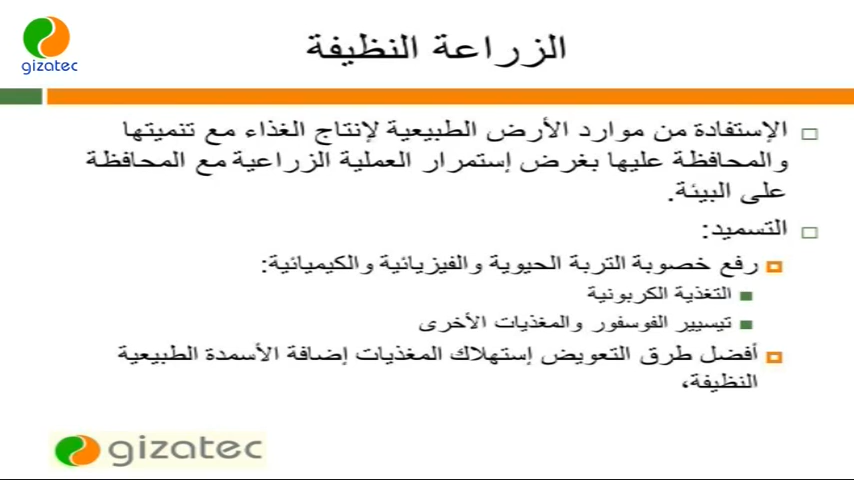 gizatec
الزراعة النظيفة
الإستفادة من موارد الأرض الطبيعية لإنتاج الغذاء مع تنميتها
والمحافظة عليها بغرض إستمرار العملية الزراعية مع المحافظة
على البيئة.
التسميد:
رفع خصوبة التربة الحيوية والفيزيائية والكيميائية:
التغذية الكربونية
تيسيير الفوسفور والمغذيات الأخرى
أفضل طرق التعويض إستهلاك المغذيات إضافة الأسمدة الطبيعية
النظيفة،
gizatec